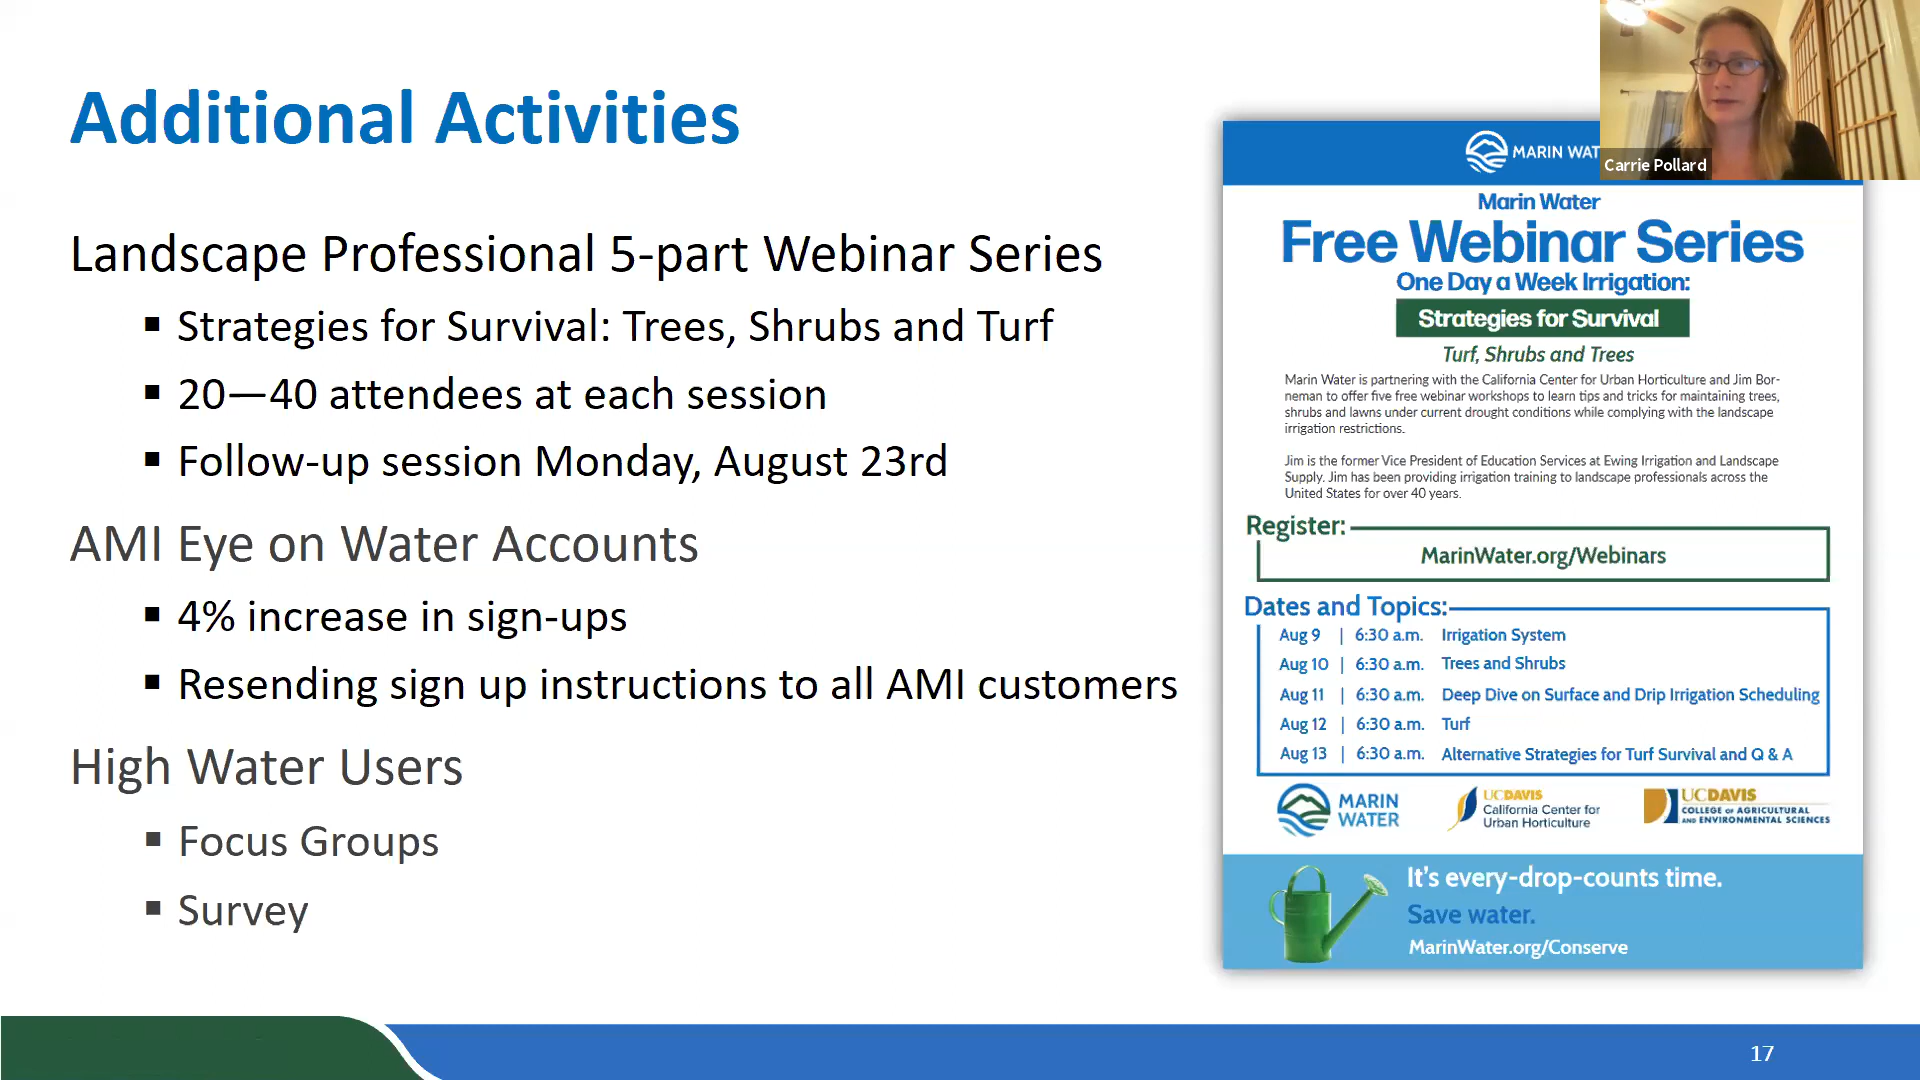 Additional Activities
Landscape Professional 5-part Webinar Series
▪ Strategies for Survival: Trees, Shrubs and Turf
▪ 20—40 attendees at each session
▪ Follow-up session Monday, August 23rd
AMI Eye on Water Accounts
▪ 4% increase in sign-ups
▪ Resending sign up instructions to all AMI customers
High Water Users
▪ Focus Groups
▪ Survey
Carrie Pollard
MARIN WAT
Marin Water
Free Webinar Series
One Day a Week Irrigation:
Strategies for Survival
Turf, Shrubs and Trees
Marin Water is partnering with the California Center for Urban Horticulture and Jim Bor-
neman to offer five free webinar workshops to learn tips and tricks for maintaining trees,
shrubs and lawns under current drought conditions while complying with the landscape
irrigation restrictions.
Jim is the former Vice President of Education Services at Ewing Irrigation and Landscape
Supply. Jim has been providing irrigation training to landscape professionals across the
United States for over 40 years.
Register:
MarinWater.org/Webinars
Dates and Topics:
Aug 9 | 6:30 a.m. Irrigation System
Aug 10 | 6:30 a.m. Trees and Shrubs
Aug 11 | 6:30 a.m. Deep Dive on Surface and Drip Irrigation Scheduling
Aug 12 | 6:30 a.m. Turf
Aug 13 | 6:30 a.m. Alternative Strategies for Turf Survival and Q & A
MARIN
WATER
UCDAVIS
California Center for
Urban Horticulture
UCDAVIS
COLLEGE OF AGRICULTURAL
AND ENVIRONMENTAL SCIENCES
It's every-drop-counts time.
Save water.
MarinWater.org/Conserve
17